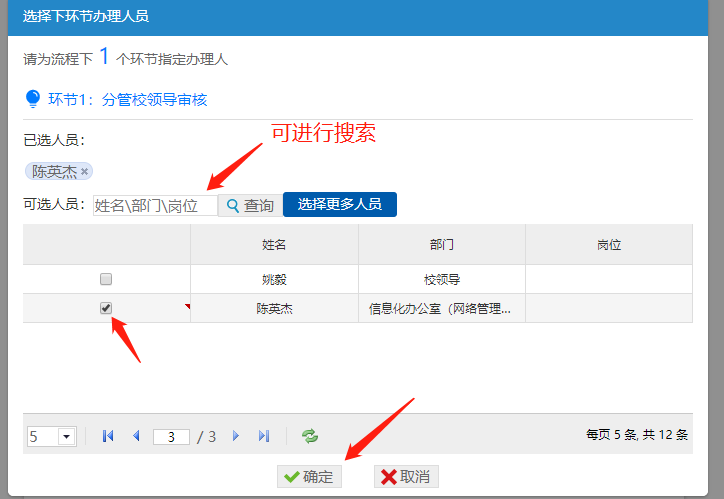 选择下环节办理人员
请为流程下 1 个环节指定办理人
环节1：分管校领导审核
可进行搜索
已选人员：
陈英杰
可选人员： 姓名\部门\岗位 查询 选择更多人员
姓名 部门 岗位
姚毅 校领导
陈英杰 信息化办公室（网络管理...
5 3 / 3 每页 5 条, 共 12 条
确定 取消